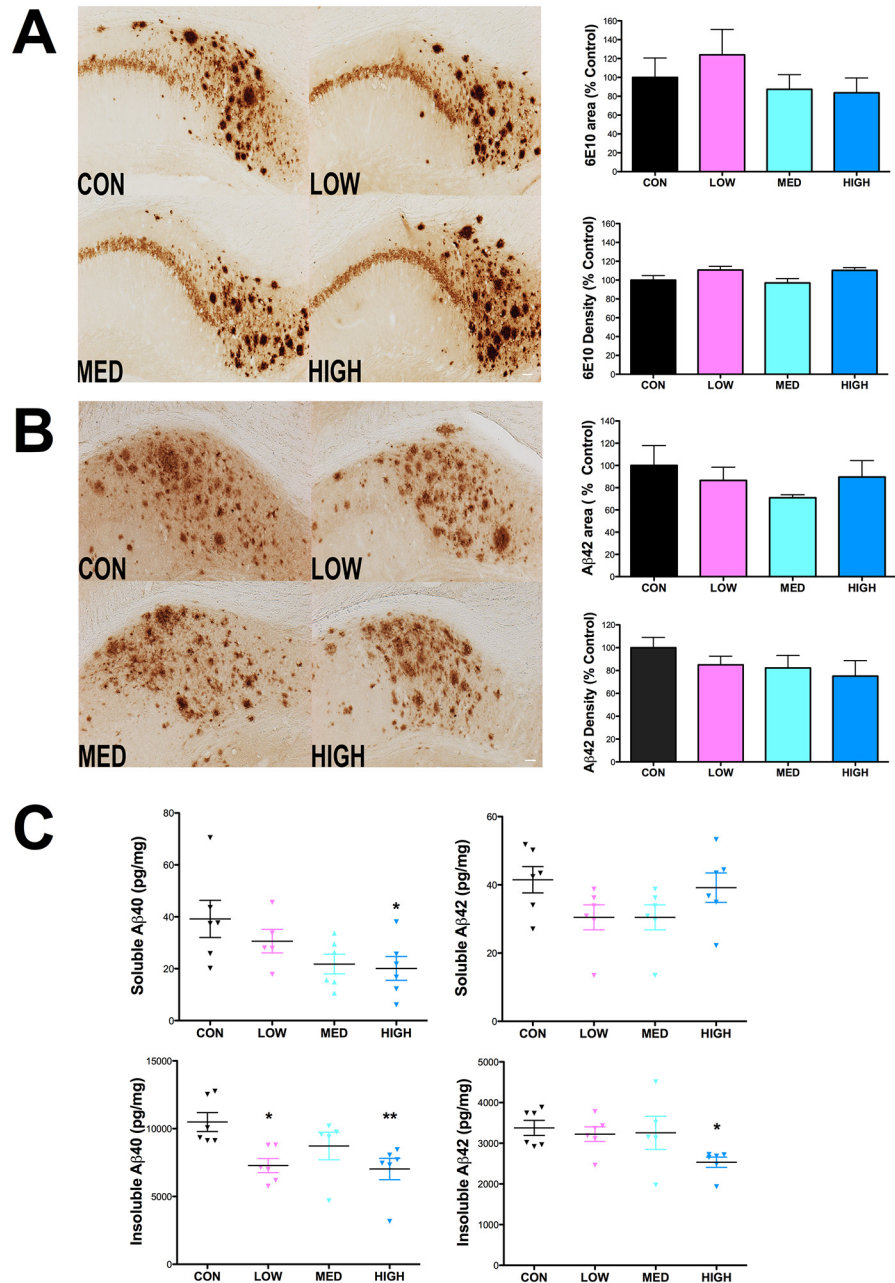 A
CON
LOW
MED
HIGH
6E10 area (% Control)
160
140
120
100
80
60
40
20
0
CON LOW MED HIGH
6E10 Density (% Control)
160
140
120
100
80
60
40
20
0
CON LOW MED HIGH
B
CON
LOW
MED
HIGH
Aβ42 area ( % Control)
140
120
100
80
60
40
20
0
CON LOW MED HIGH
Aβ42 Density (% Control)
120
100
80
60
40
20
0
CON LOW MED HIGH
C
Soluble Aβ40 (pg/mg)
80
60
40
20
0
*
CON LOW MED HIGH
Soluble Aβ42 (pg/mg)
60
40
20
0
CON LOW MED HIGH
Insoluble Aβ40 (pg/mg)
15000
10000
5000
0
* **
CON LOW MED HIGH
Insoluble Aβ42 (pg/mg)
5000
4000
3000
2000
1000
0
*
CON LOW MED HIGH